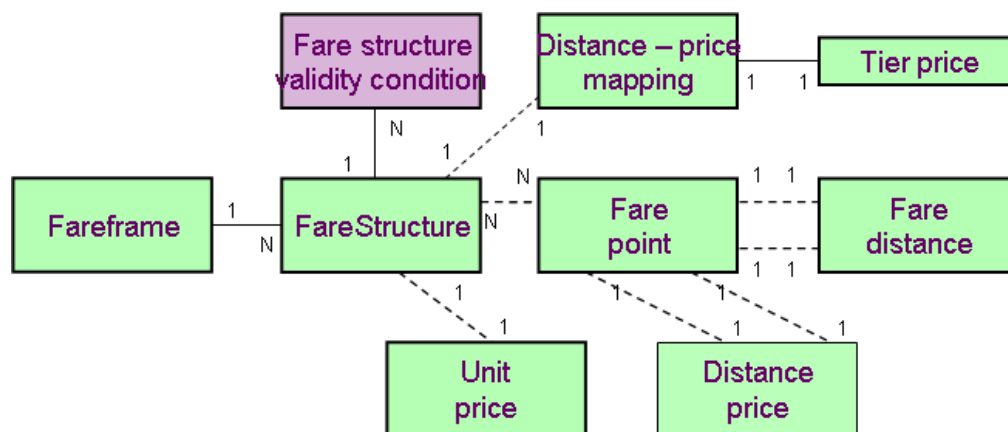 Fare structure
validity condition
Distance – price
mapping
Tier price
1
1
N
1
1
1
Fareframe
1
N
FareStructure
N
N
Fare
point
1
1
1
1
Fare
distance
1
1
1
1
1
1
Unit
price
Distance
price